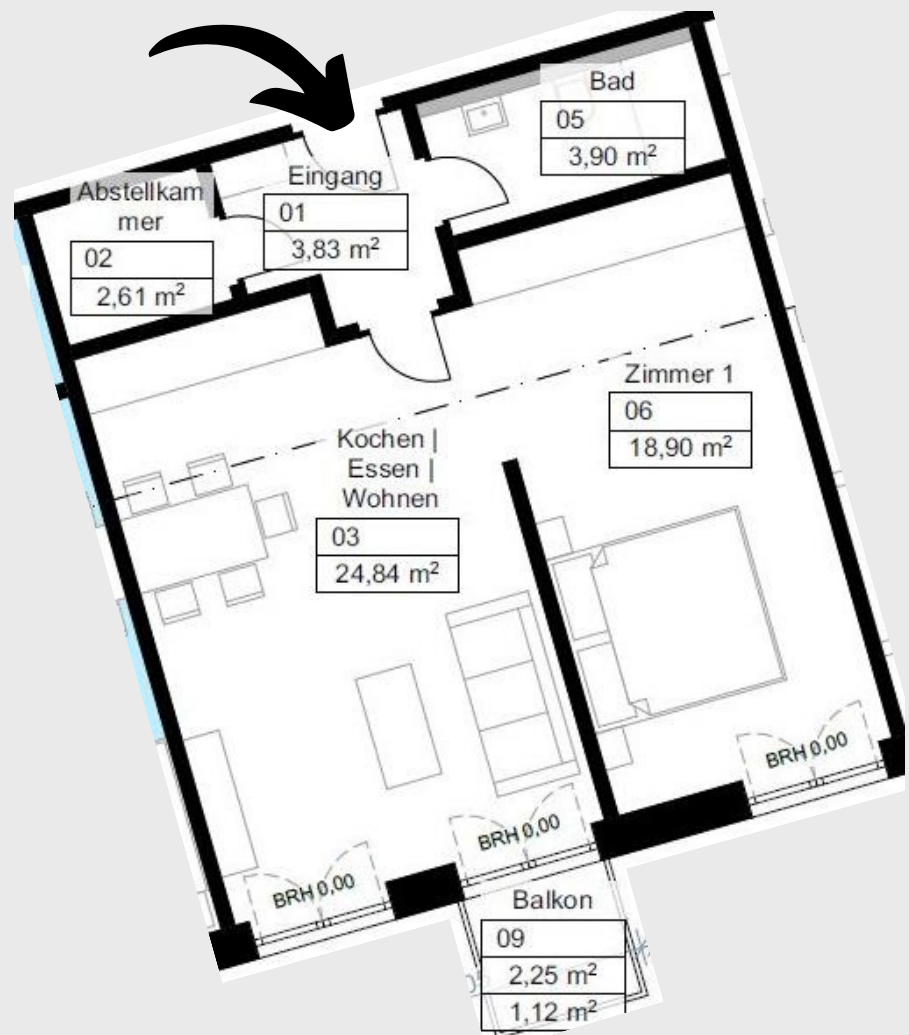 Bad
05
3,90 m²
Eingang
01
3,83 m²
Abstellkam
mer
02
2,61 m²
Zimmer 1
06
18,90 m²
Kochen |
Essen |
Wohnen
03
24,84 m²
BRH 0,00
BRH 0,00
BRH 0,00
Balkon
09
2,25 m²
1,12 m²